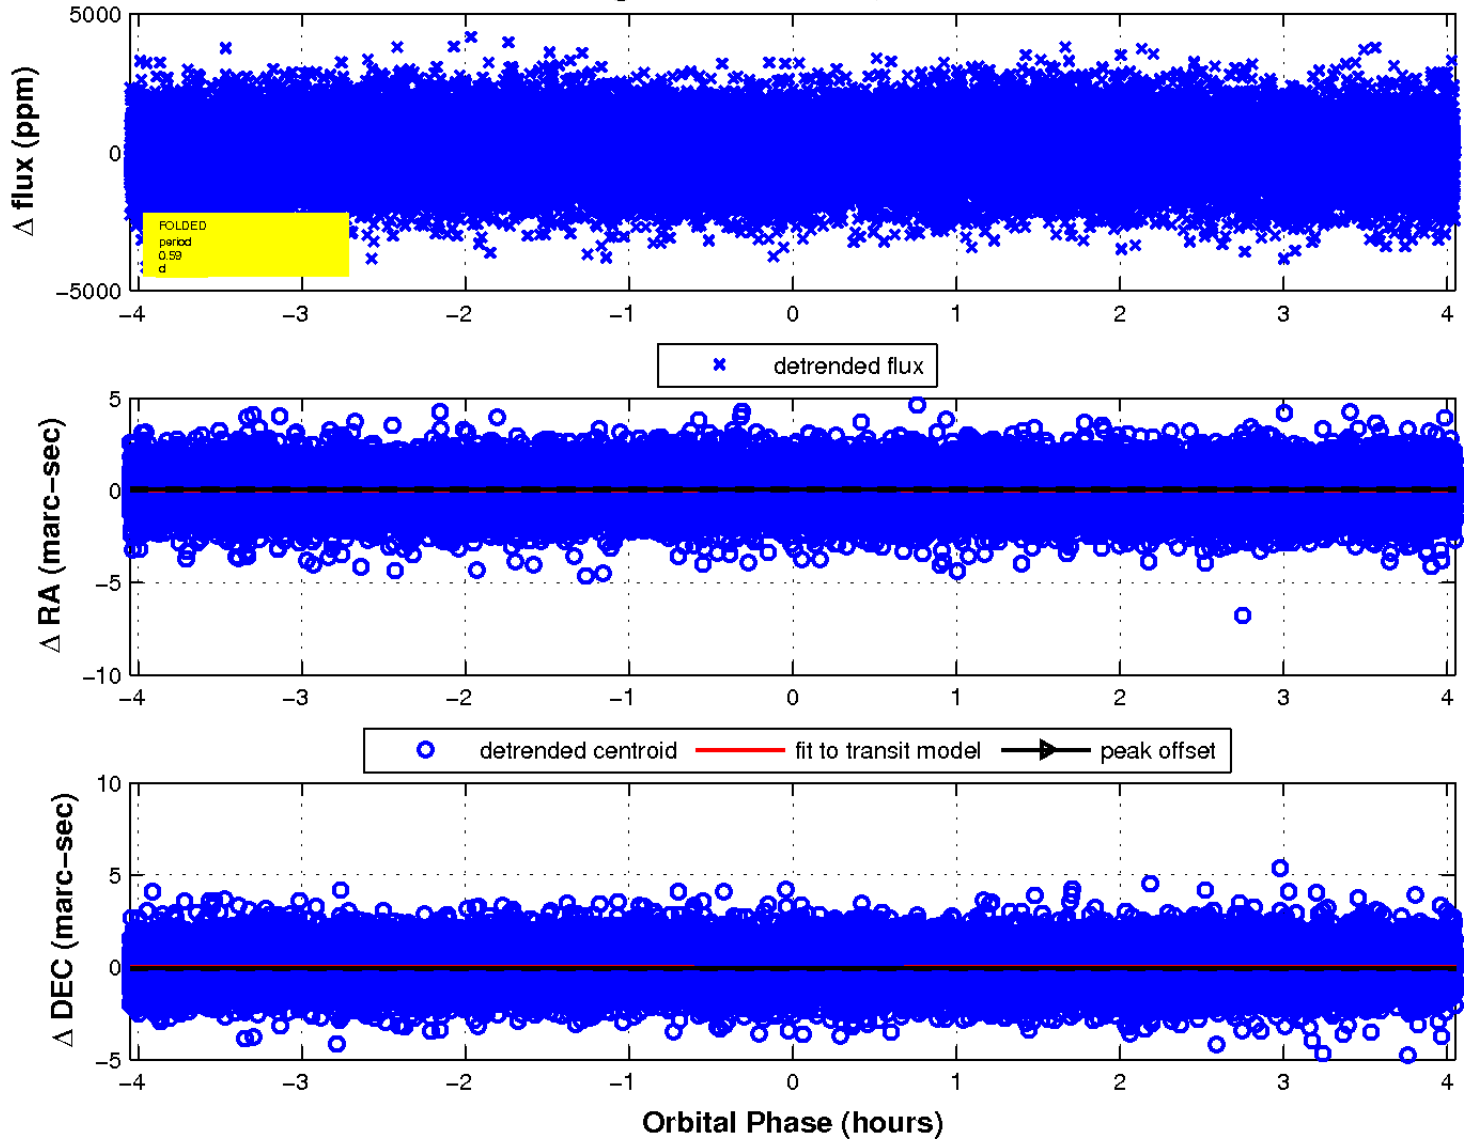 5000
0
−5000
Δ flux (ppm)
FOLDED
period
0.59
d
−4 −3 −2 −1 0 1 2 3 4
detrended flux
5
0
−5
−10
Δ RA (marc−sec)
−4 −3 −2 −1 0 1 2 3 4
detrended centroid fit to transit model peak offset
10
5
0
−5
Δ DEC (marc−sec)
−4 −3 −2 −1 0 1 2 3 4
Orbital Phase (hours)